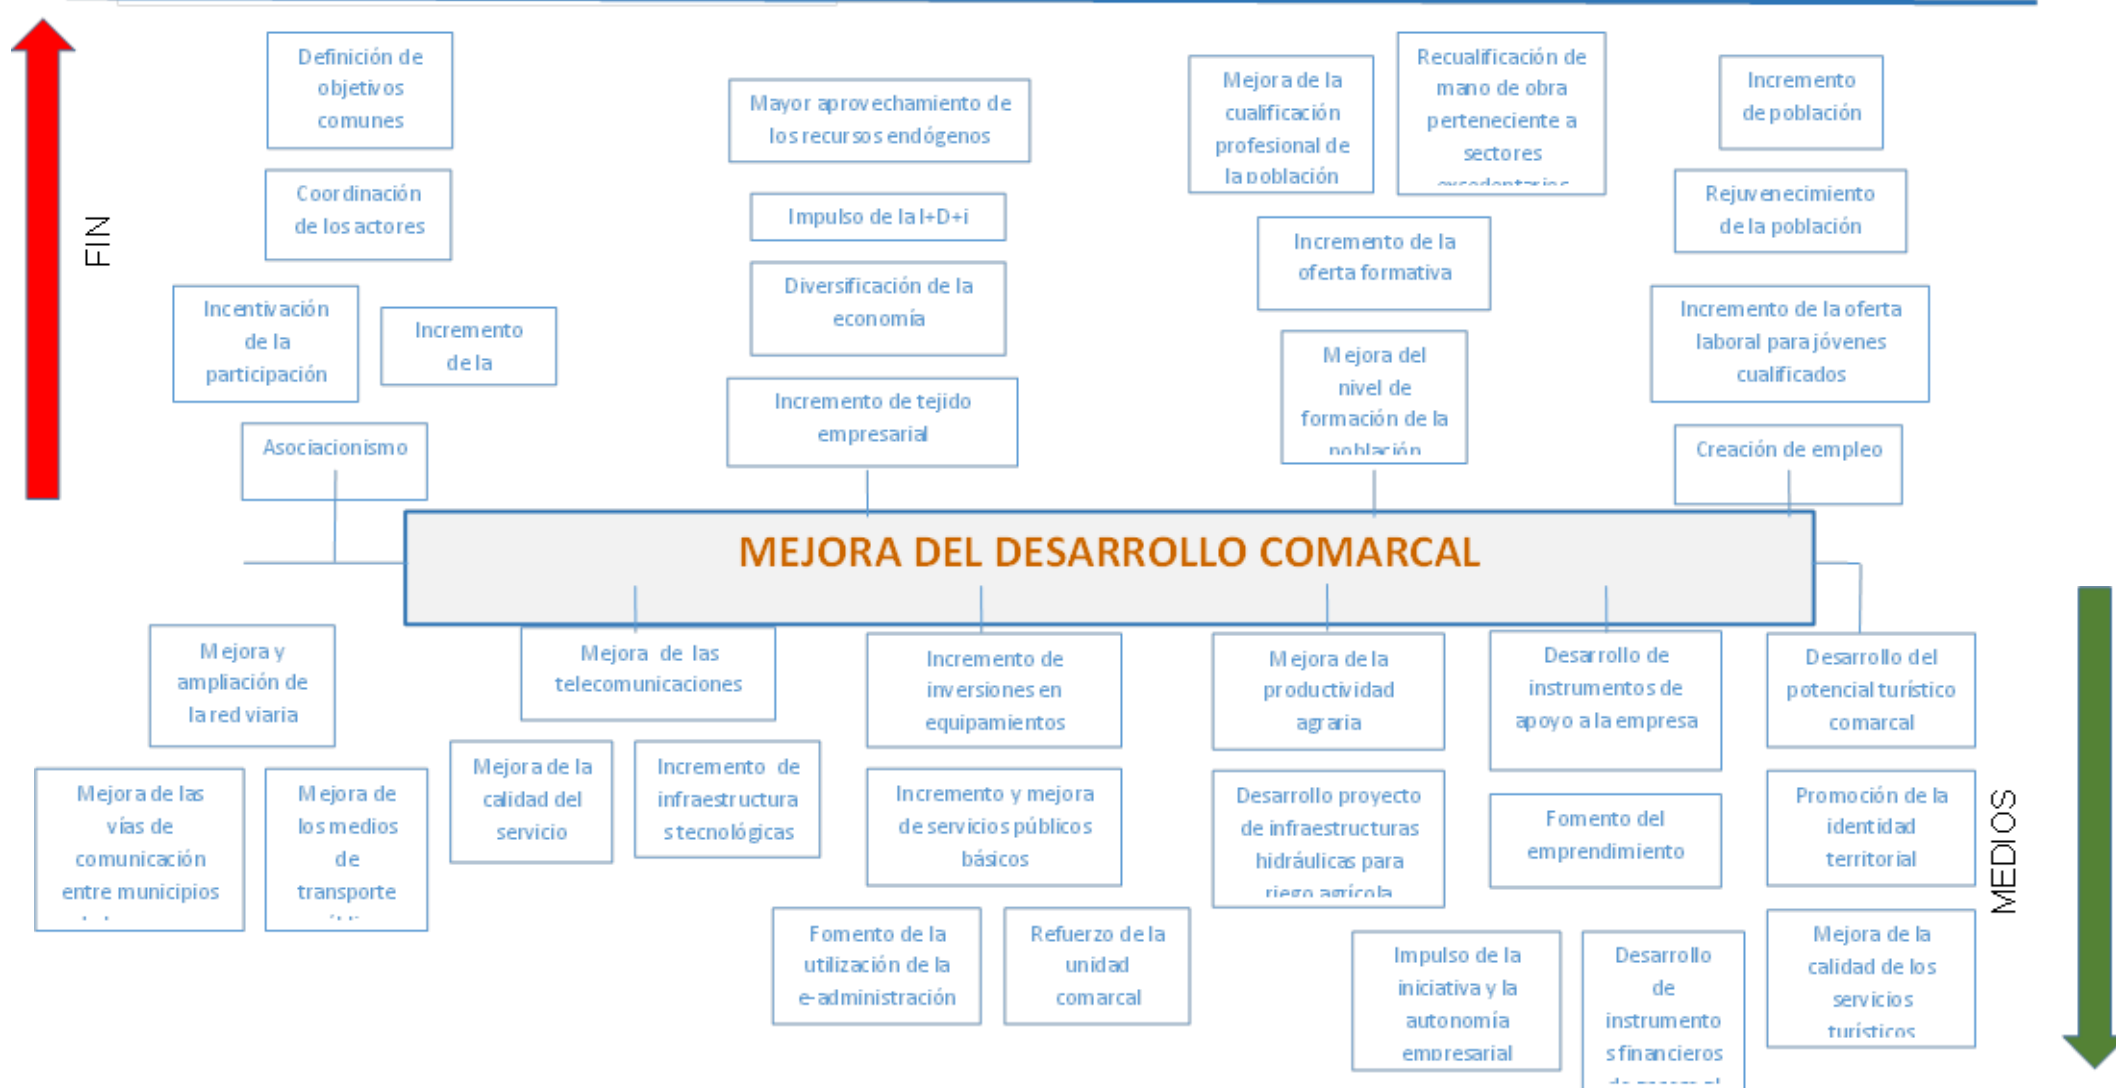 Definición de
objetivos
comunes
Coordinación
de los actores
Incentivación
de la
participación
Incremento
de la
Asociacionismo
Mayor aprovechamiento de
los recursos endógenos
Impulso de la I+D+i
Diversificación de la
economía
Incremento de tejido
empresarial
Mejora de la
cualificación
profesional de
la población
Recualificación de
mano de obra
perteneciente a
sectores
excedentarios
Incremento de la
oferta formativa
Mejora del
nivel de
formación de la
población
Incremento
de población
Rejuvenecimiento
de la población
Incremento de la oferta
laboral para jóvenes
cualificados
Creación de empleo
FIN
MEJORA DEL DESARROLLO COMARCAL
Mejora y
ampliación de
la red viaria
Mejora de las
vías de
comunicación
entre municipios
Mejora de
los medios
de
transporte
Mejora de las
telecomunicaciones
Mejora de la
calidad del
servicio
Incremento de
infraestructura
s tecnológicas
Incremento de
inversiones en
equipamientos
Incremento y mejora
de servicios públicos
básicos
Fomento de la
utilización de la
e-administración
Refuerzo de la
unidad
comarcal
Mejora de la
productividad
agraria
Desarrollo proyecto
de infraestructuras
hidráulicas para
riego agrícola
Desarrollo de
instrumentos de
apoyo a la empresa
Fomento del
emprendimiento
Impulso de la
iniciativa y la
autonomía
empresarial
Desarrollo
de
instrumento
s financieros
Desarrollo del
potencial turístico
comarcal
Promoción de la
identidad
territorial
Mejora de la
calidad de los
servicios
turísticos
MEDIOS